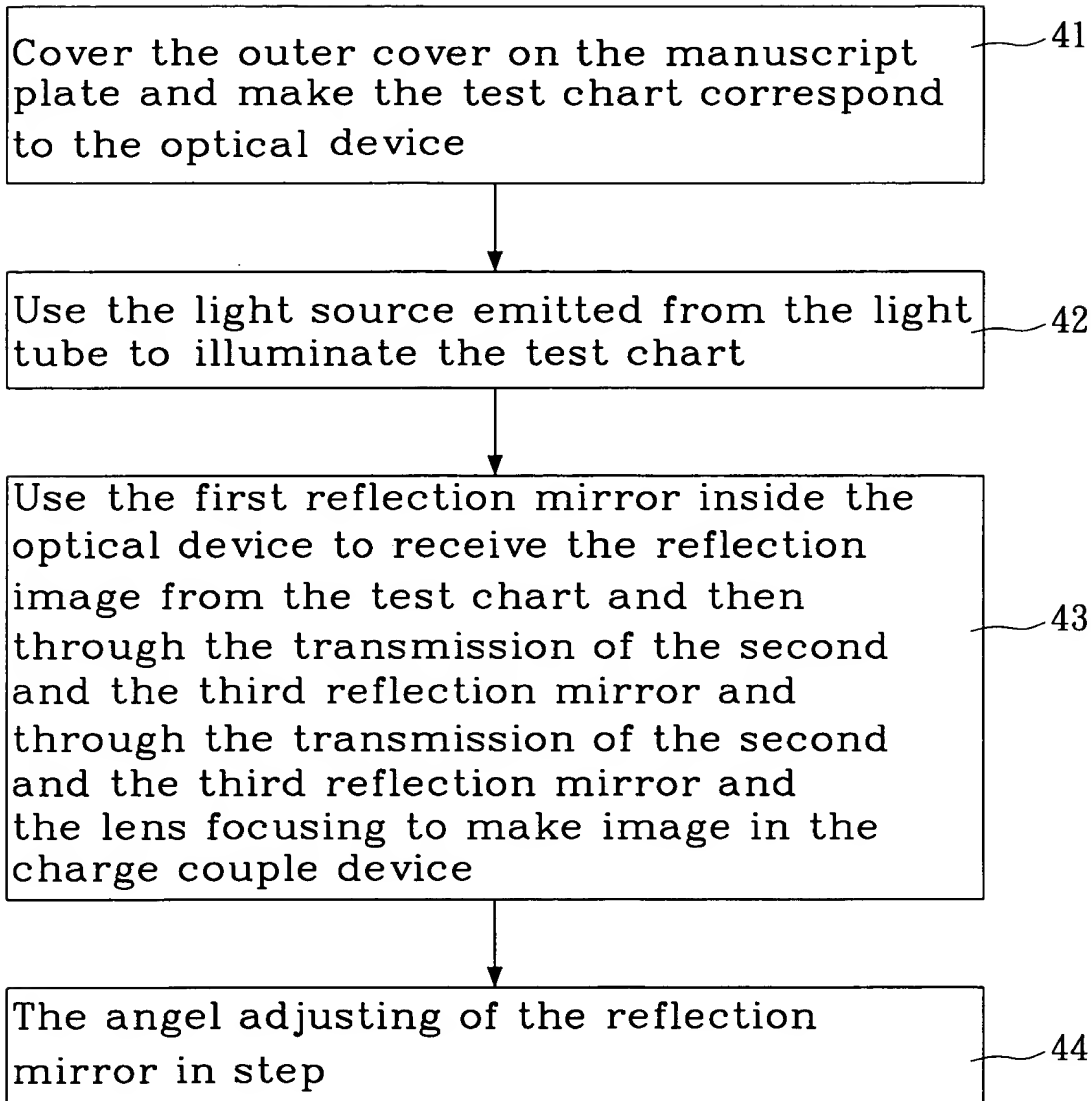 Cover the outer cover on the manuscript
plate and make the test chart correspond
to the optical device
41
Use the light source emitted from the light
tube to illuminate the test chart
42
Use the first reflection mirror inside the
optical device to receive the reflection
image from the test chart and then
through the transmission of the second
and the third reflection mirror and
through the transmission of the second
and the third reflection mirror and
the lens focusing to make image in the
charge couple device
43
The angel adjusting of the reflection
mirror in step
44